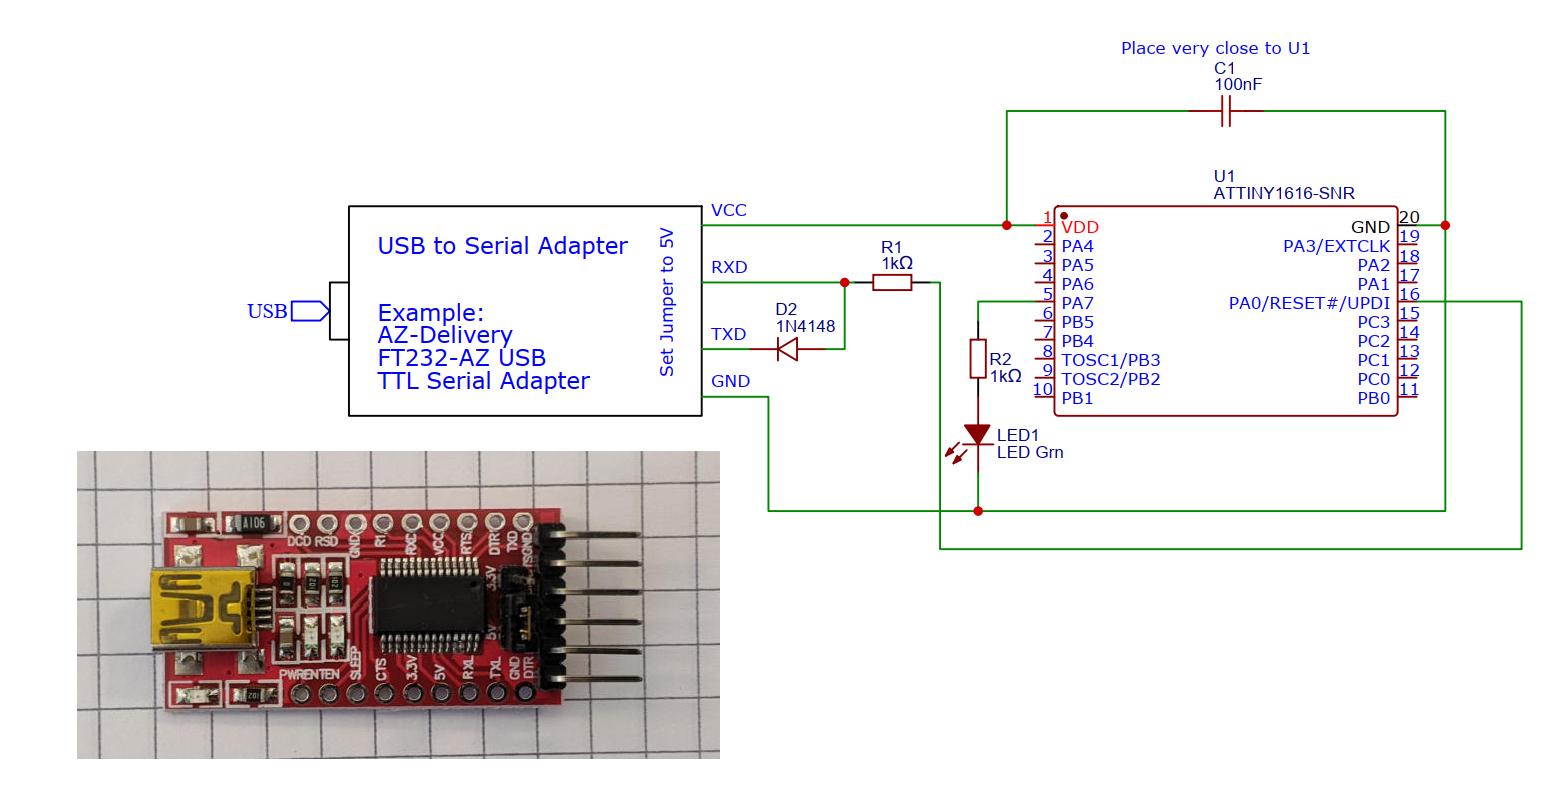 Place very close to U1
C1
100nF
U1
ATTINY1616-SNR
USB to Serial Adapter
Example:
AZ-Delivery
FT232-AZ USB
TTL Serial Adapter
USB
Set Jumper to 5V
VCC
RXD
TXD
GND
R1
1kΩ
D2
1N4148
R2
1kΩ
LED1
LED Grn
1 VDD
2 PA4
3 PA5
4 PA6
5 PA7
6 PB5
7 PB4
8 TOSC1/PB3
9 TOSC2/PB2
10 PB1
GND 20
PA3/EXTCLK 19
PA2 18
PA1 17
PA0/RESET#/UPDI 16
PC3 15
PC2 14
PC1 13
PC0 12
PB0 11
A106
DCD RSD GND RI RXC VCC RTS DTR TXD
3.3V
5V
PWREN TEN SLEEP CTS 3.3V 5V RXL TXL GND
DTR